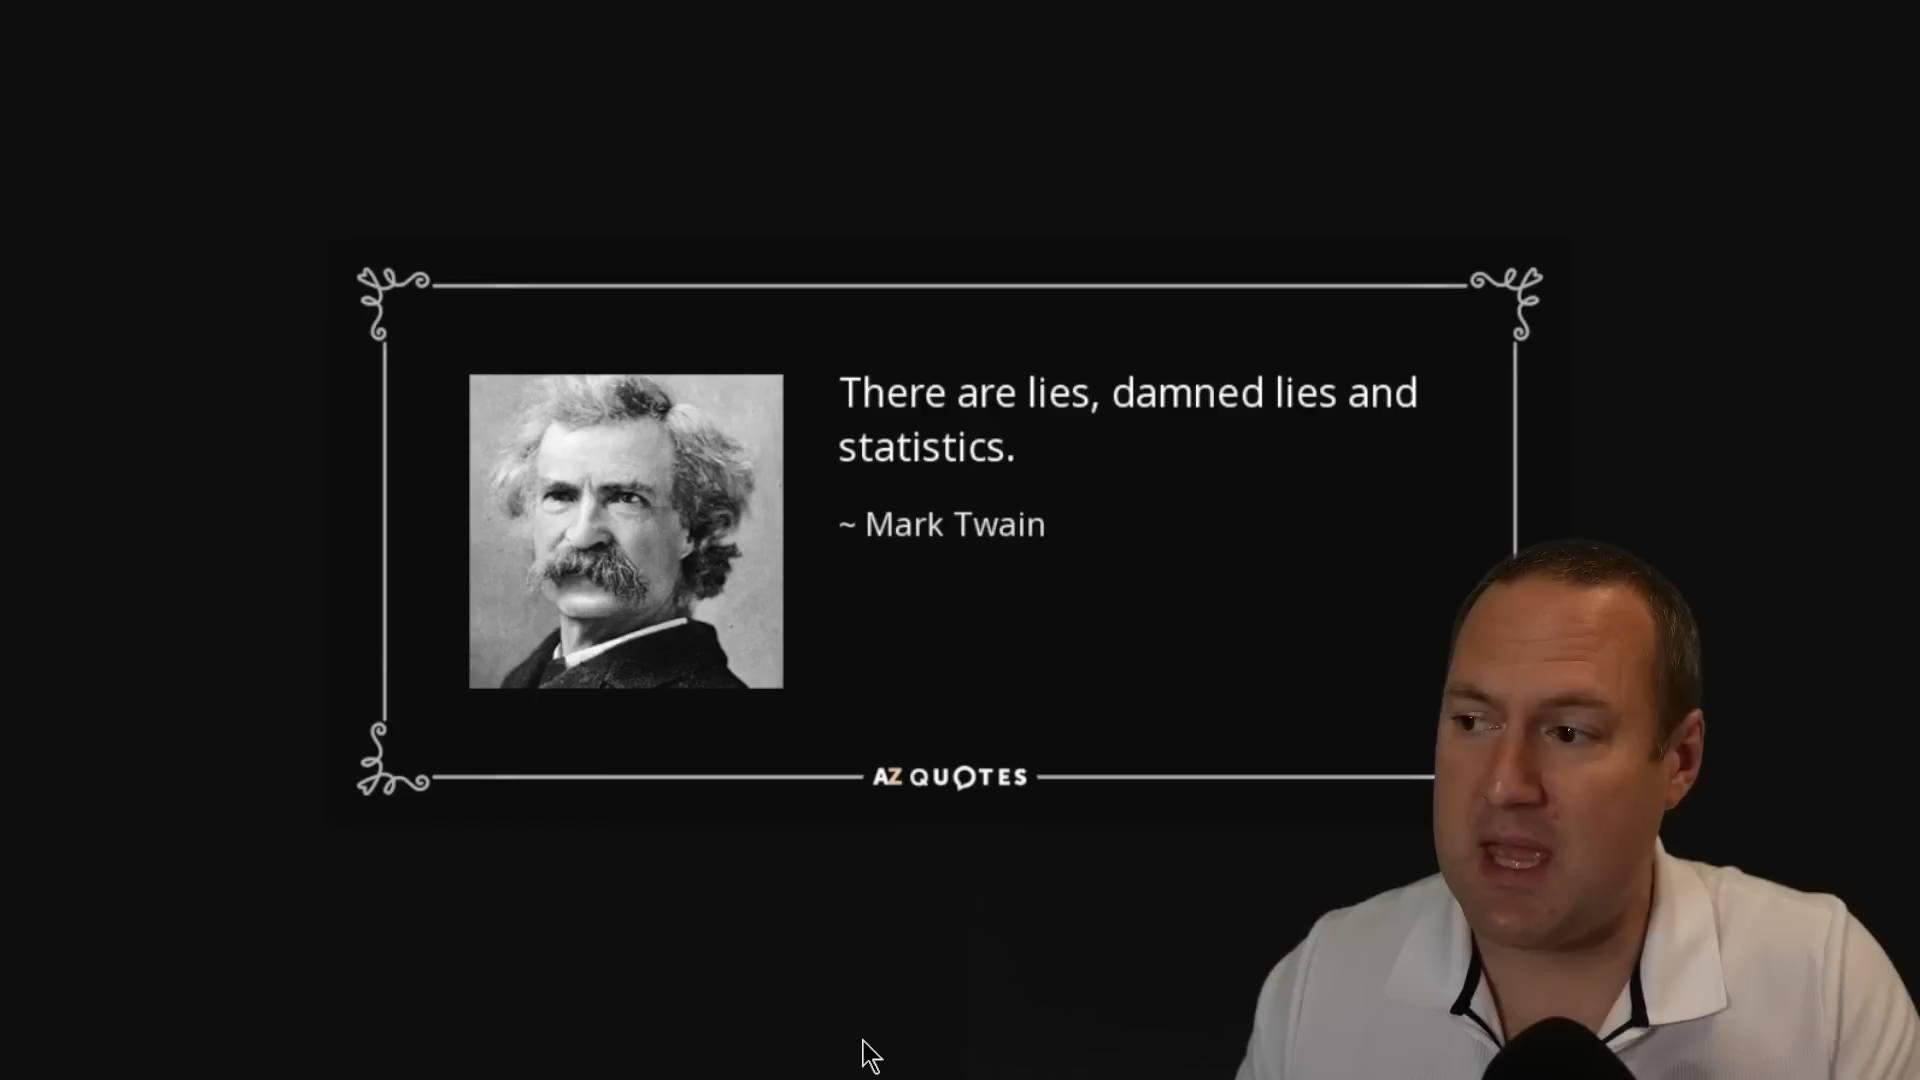 There are lies, damned lies and
statistics.
~ Mark Twain
AZ QUOTES